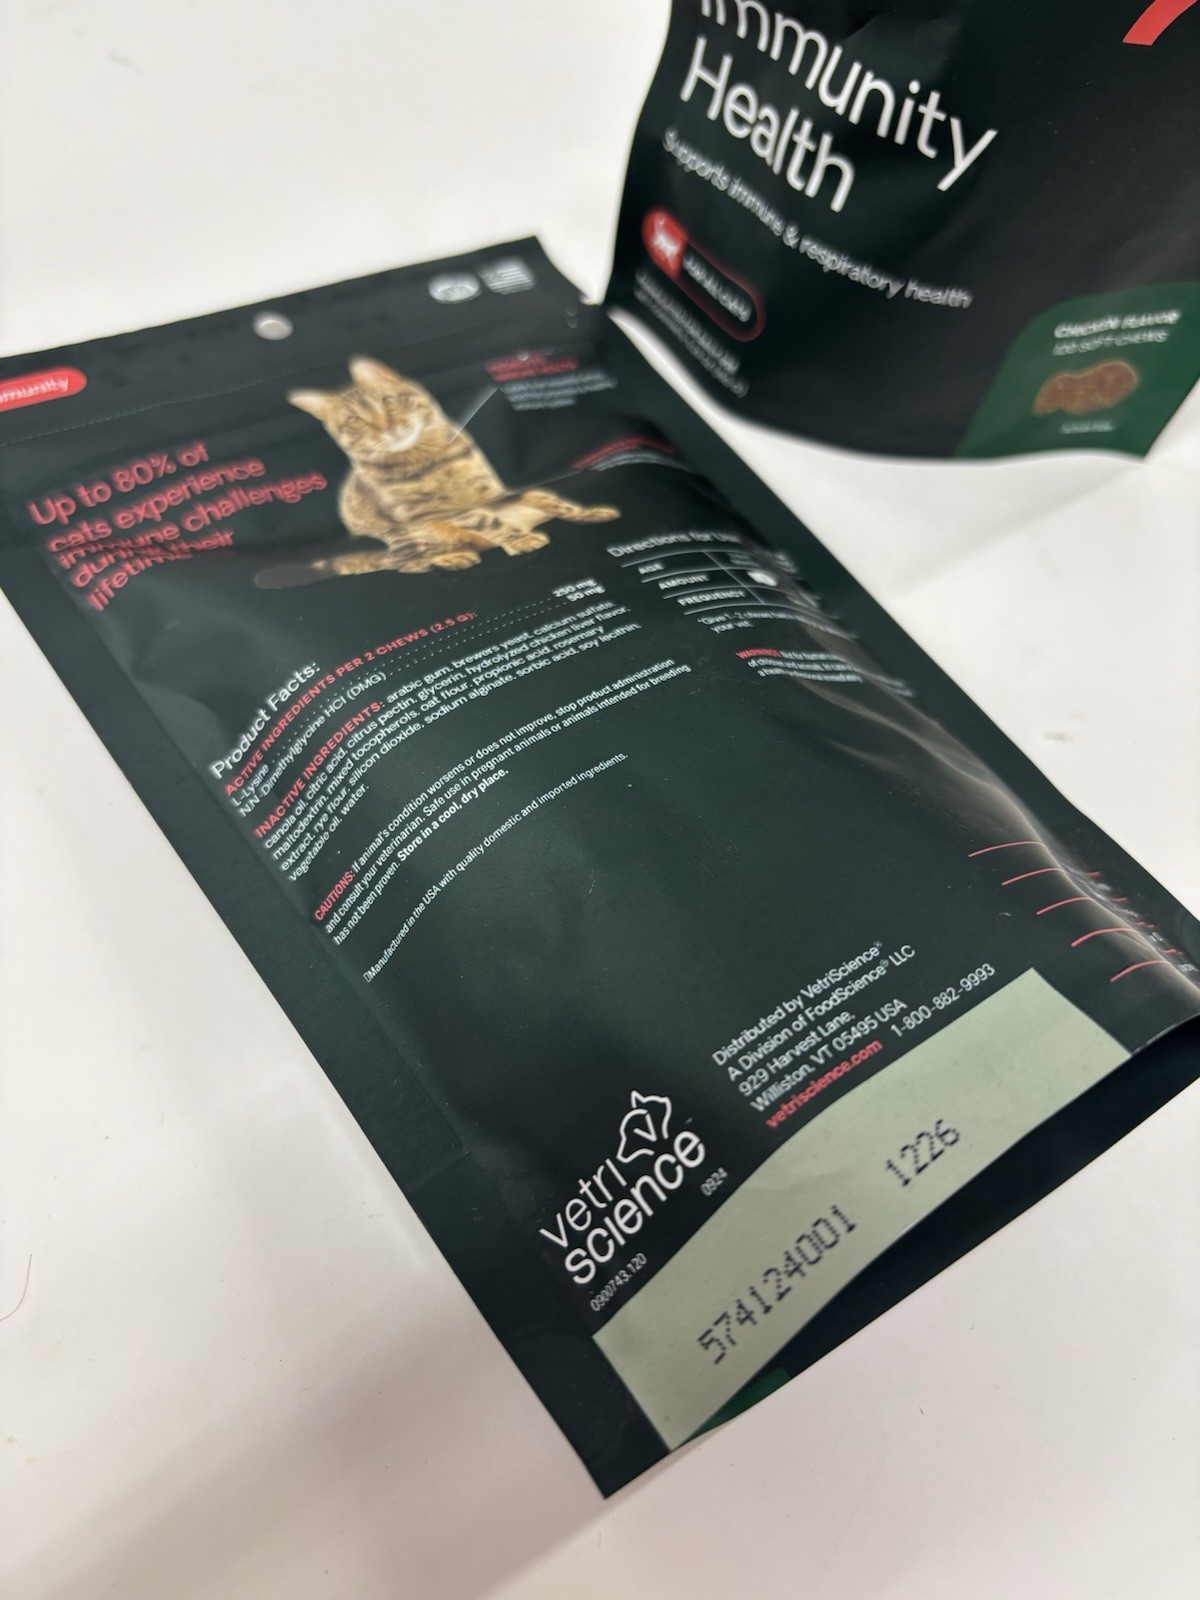 Immunity
Health
Supports immune & respiratory health
CHICKEN FLAVOR
120 SOFT CHEWS
Up to 80% of
cats experience
immune challenges
during their
lifetime
Product Facts:
ACTIVE INGREDIENTS PER 2 CHEWS (2.5 G):
L-Lysine 250 mg
N,N-Dimethylglycine HCl (DMG) 50 mg
INACTIVE INGREDIENTS: arabic gum, brewers yeast, calcium sulfate,
canola oil, citric acid, citrus pectin, glycerin, hydrolyzed chicken liver flavor,
maltodextrin, mixed tocopherols, oat flour, propionic acid, rosemary
extract, rye flour, silicon dioxide, sodium alginate, sorbic acid, soy lecithin,
vegetable oil, water.
CAUTIONS: If animal's condition worsens or does not improve, stop product administration
and consult your veterinarian. Safe use in pregnant animals or animals intended for breeding
has not been proven. Store in a cool, dry place.
Manufactured in the USA with quality domestic and imported ingredients.
Directions for
AGE
AMOUNT
FREQUENCY
your vet.
WARNINGS:
Distributed by VetriScience®
A Division of FoodScience® LLC
929 Harvest Lane,
Williston, VT 05495 USA 1-800-882-9993
vetriscience.com
vetri
science
0924
0900743.120
574124001 1226